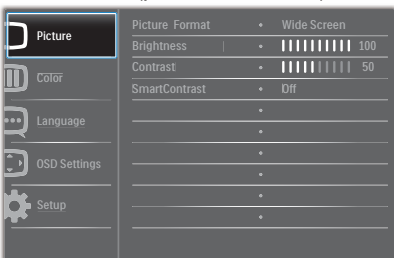 Picture
Color
Language
OSD Settings
Setup
Picture Format • Wide Screen
Brightness • 100
Contrast • 50
SmartContrast • Off
•
•
•
•
•
•